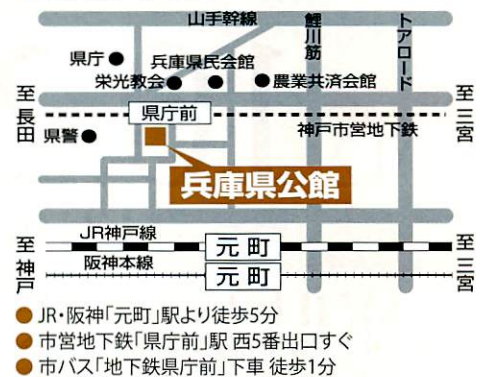 山手幹線
鯉川筋
トアロード
県庁
兵庫県民会館
栄光教会
農業共済会館
至長田
県庁前
神戸市営地下鉄
至三宮
県警
兵庫県公館
JR神戸線
元町
至神戸
阪神本線
元町
至三宮
JR・阪神「元町」駅より徒歩5分
市営地下鉄「県庁前」駅 西5番出口すぐ
市バス「地下鉄県庁前」下車 徒歩1分